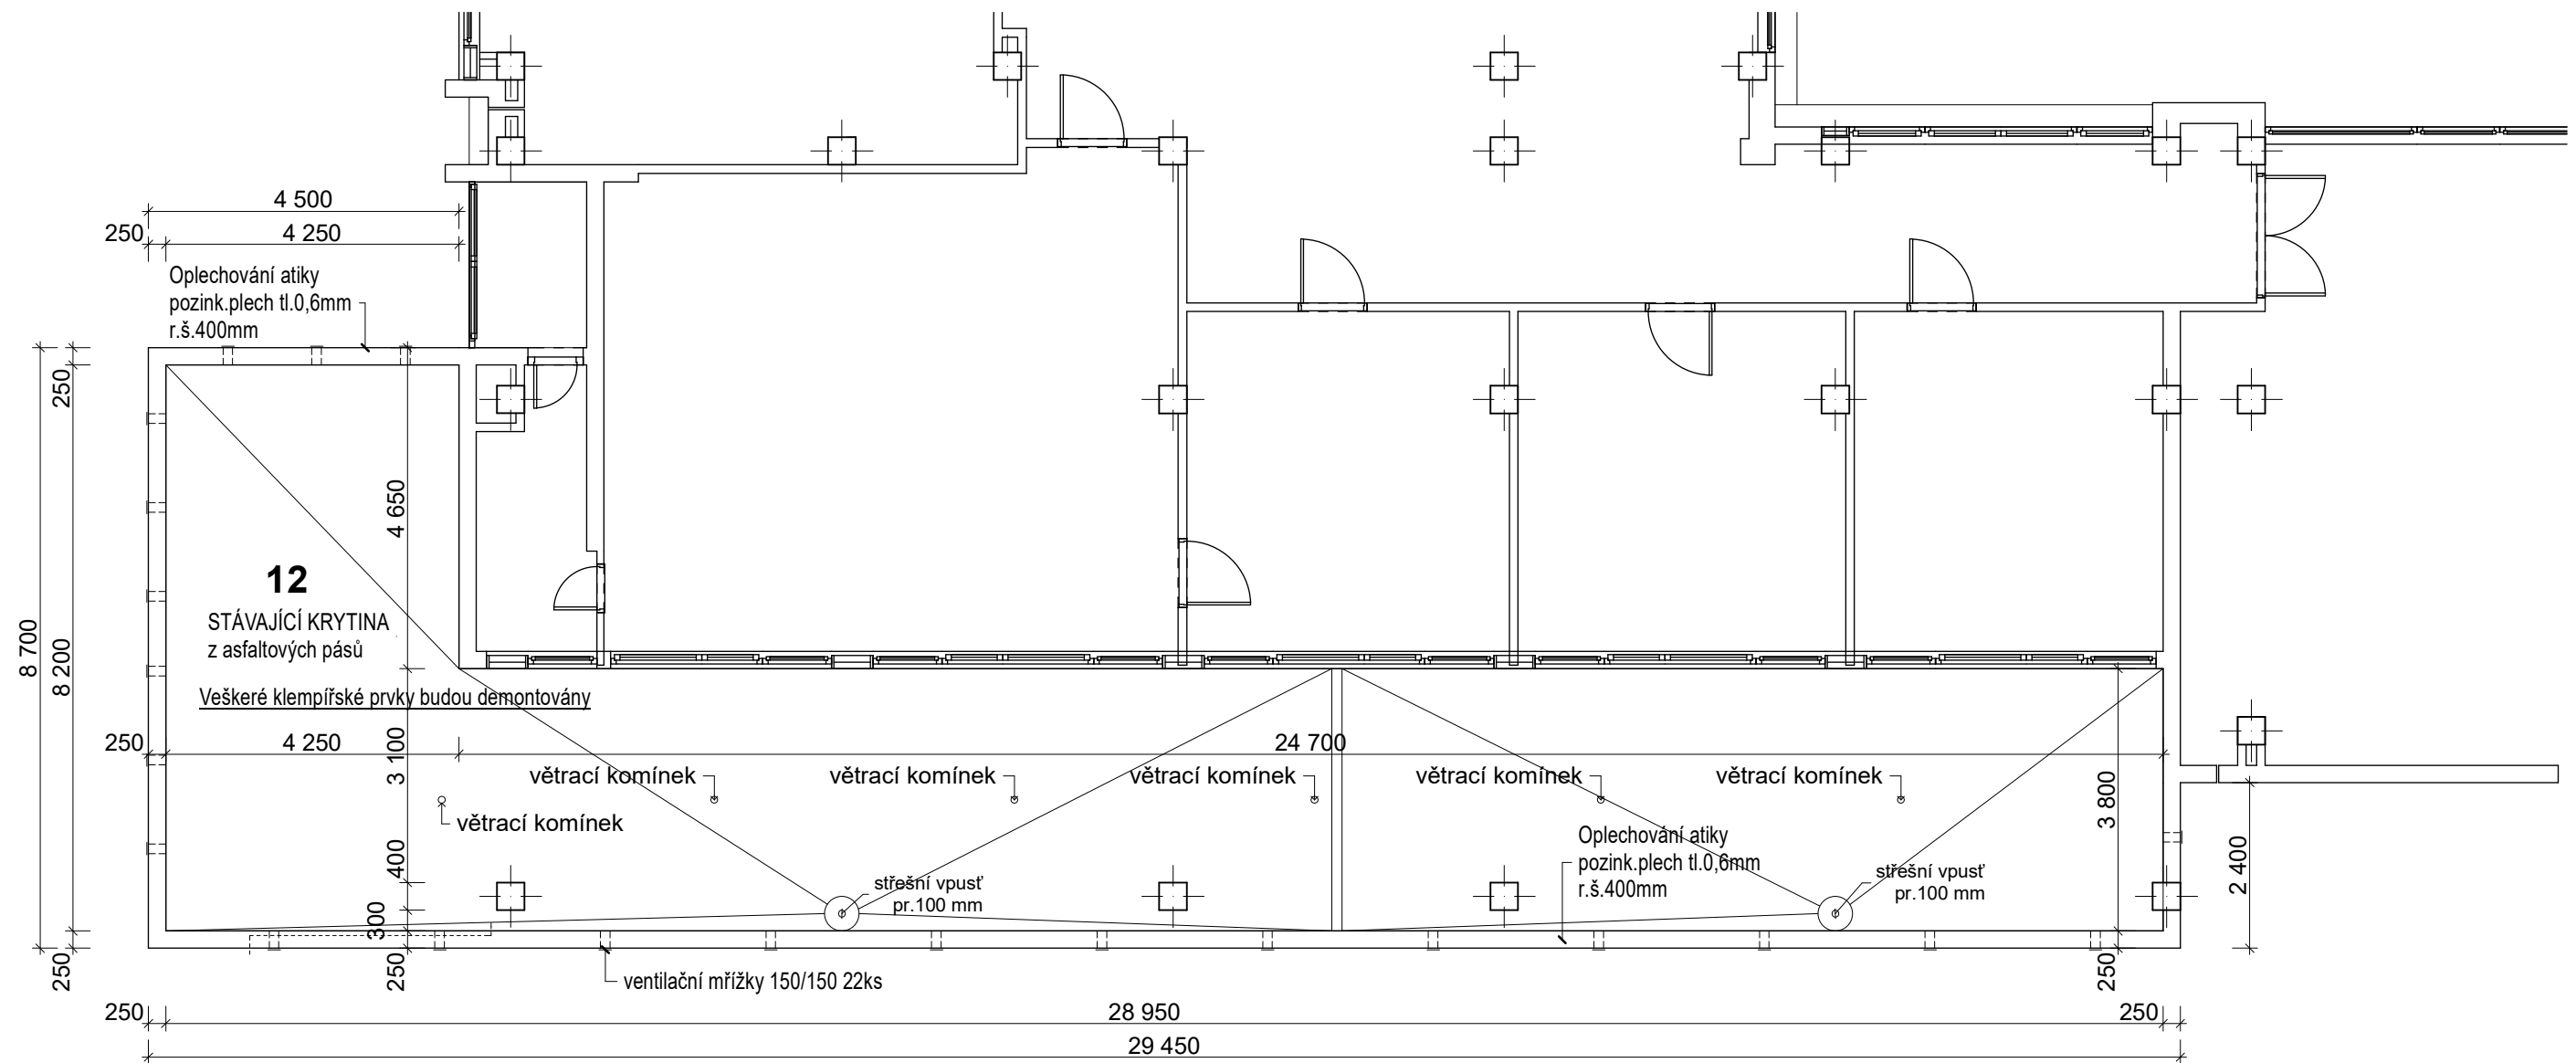 4 500
250
4 250
Oplechování atiky
pozink.plech tl.0,6mm
r.š.400mm
8 700
250
8 200
250
4 650
12
STÁVAJÍCÍ KRYTINA
z asfaltových pásů
Veškeré klempířské prvky budou demontovány
250
4 250
24 700
3 100
400
300
250
větrací komínek
větrací komínek
větrací komínek
větrací komínek
větrací komínek
větrací komínek
střešní vpusť
pr.100 mm
Oplechování atiky
pozink.plech tl.0,6mm
r.š.400mm
střešní vpusť
pr.100 mm
3 800
250
2 400
ventilační mřížky 150/150 22ks
250
28 950
250
29 450